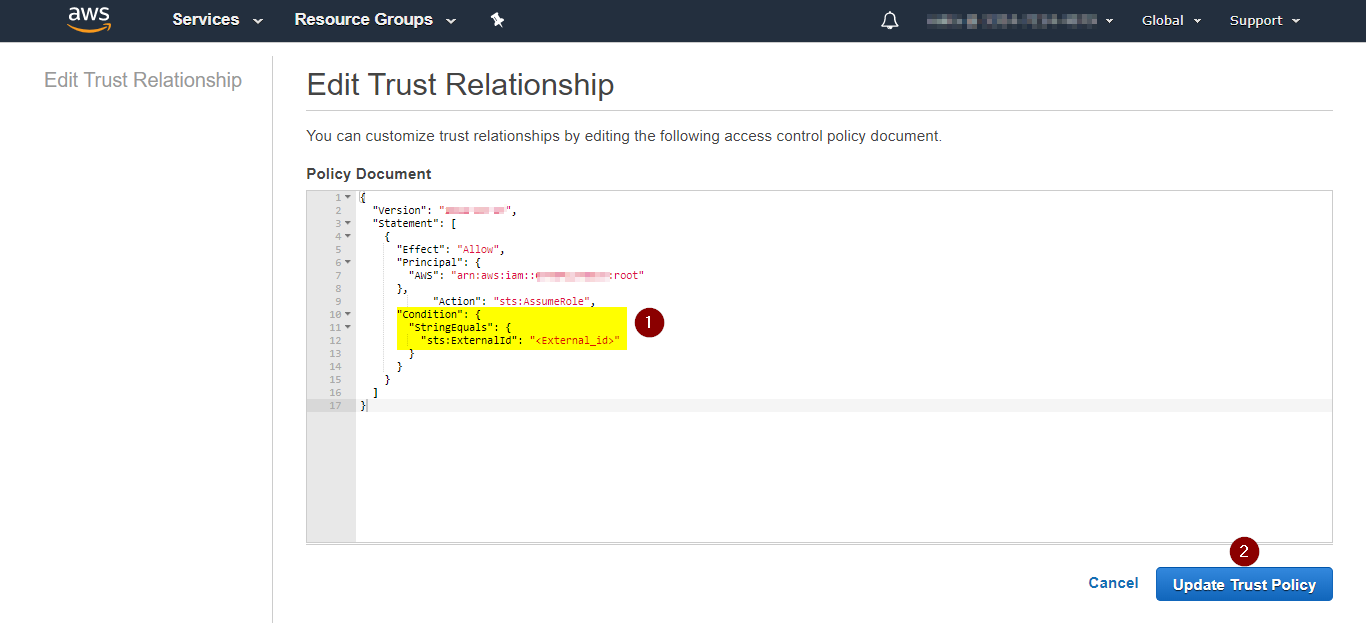 aws
Services
Resource Groups
Global
Support
Edit Trust Relationship
Edit Trust Relationship
You can customize trust relationships by editing the following access control policy document.
Policy Document
1 {
2 "Version": "",
3 "Statement": [
4 {
5 "Effect": "Allow",
6 "Principal": {
7 "AWS": "arn:aws:iam:: :root"
8 },
9 "Action": "sts:AssumeRole",
10 "Condition": {
11 "StringEquals": {
12 "sts:ExternalId": "<External_id>"
13 }
14 }
15 }
16 ]
17 }
1
2
Cancel
Update Trust Policy